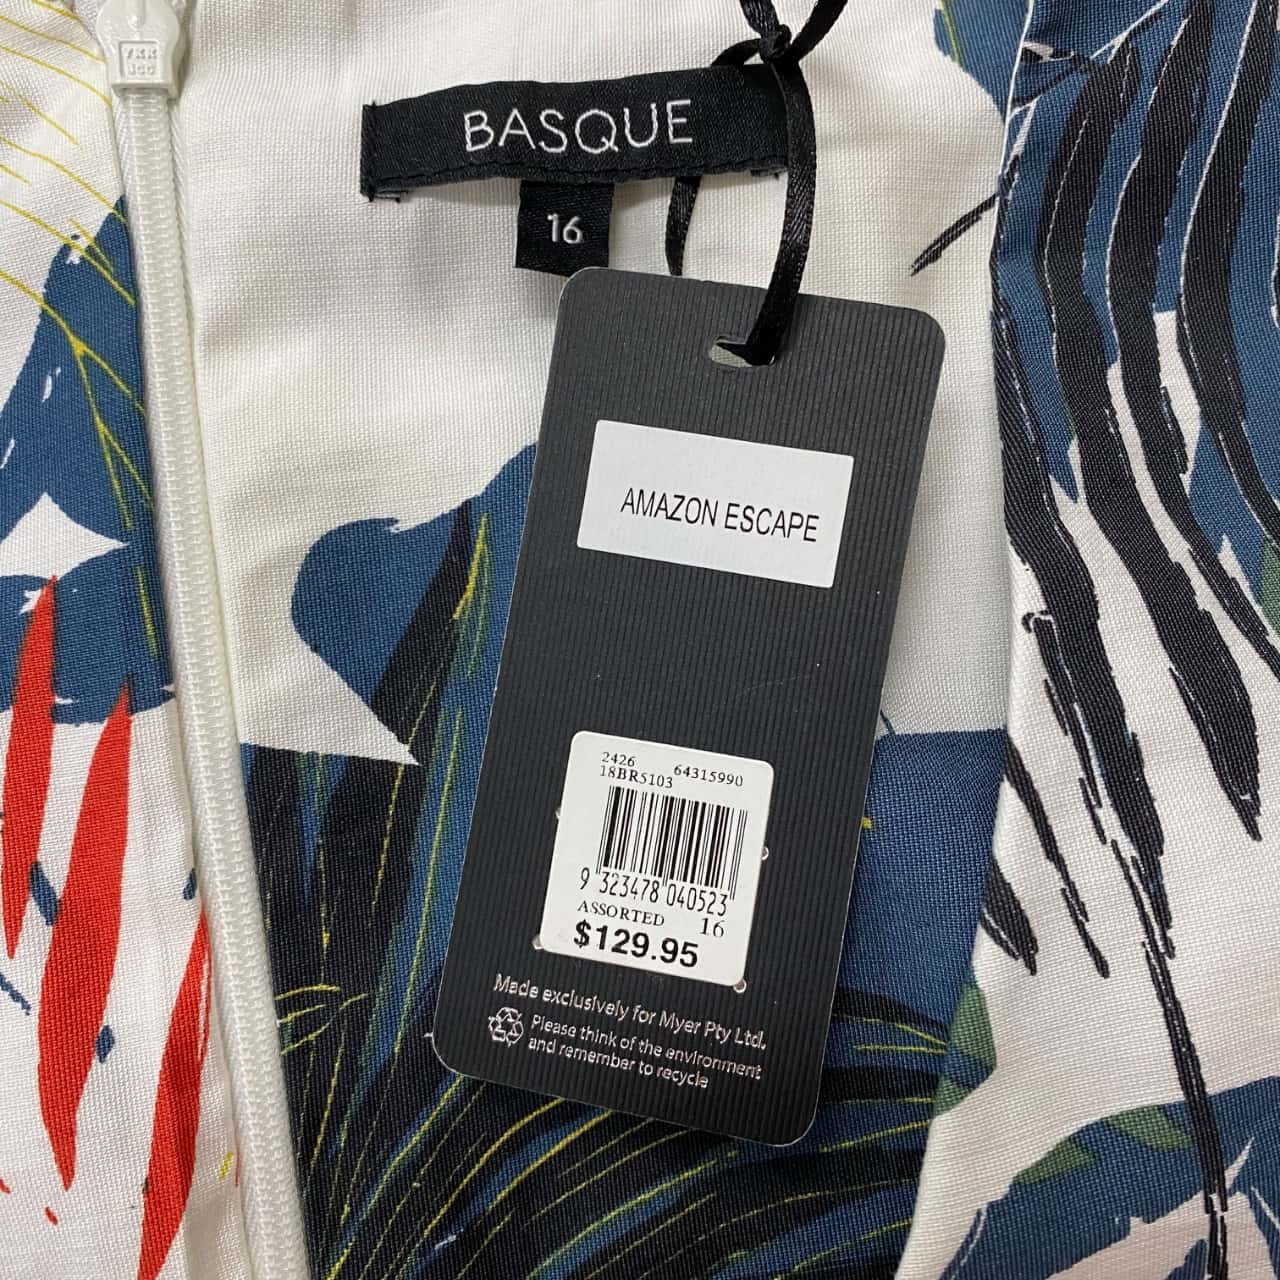 YKK
BASQUE
16
AMAZON ESCAPE
2426 64315990
18BR5103
9 323478 040523
ASSORTED 16
$129.95
Made exclusively for Myer Pty Ltd.
Please think of the environment
and remember to recycle